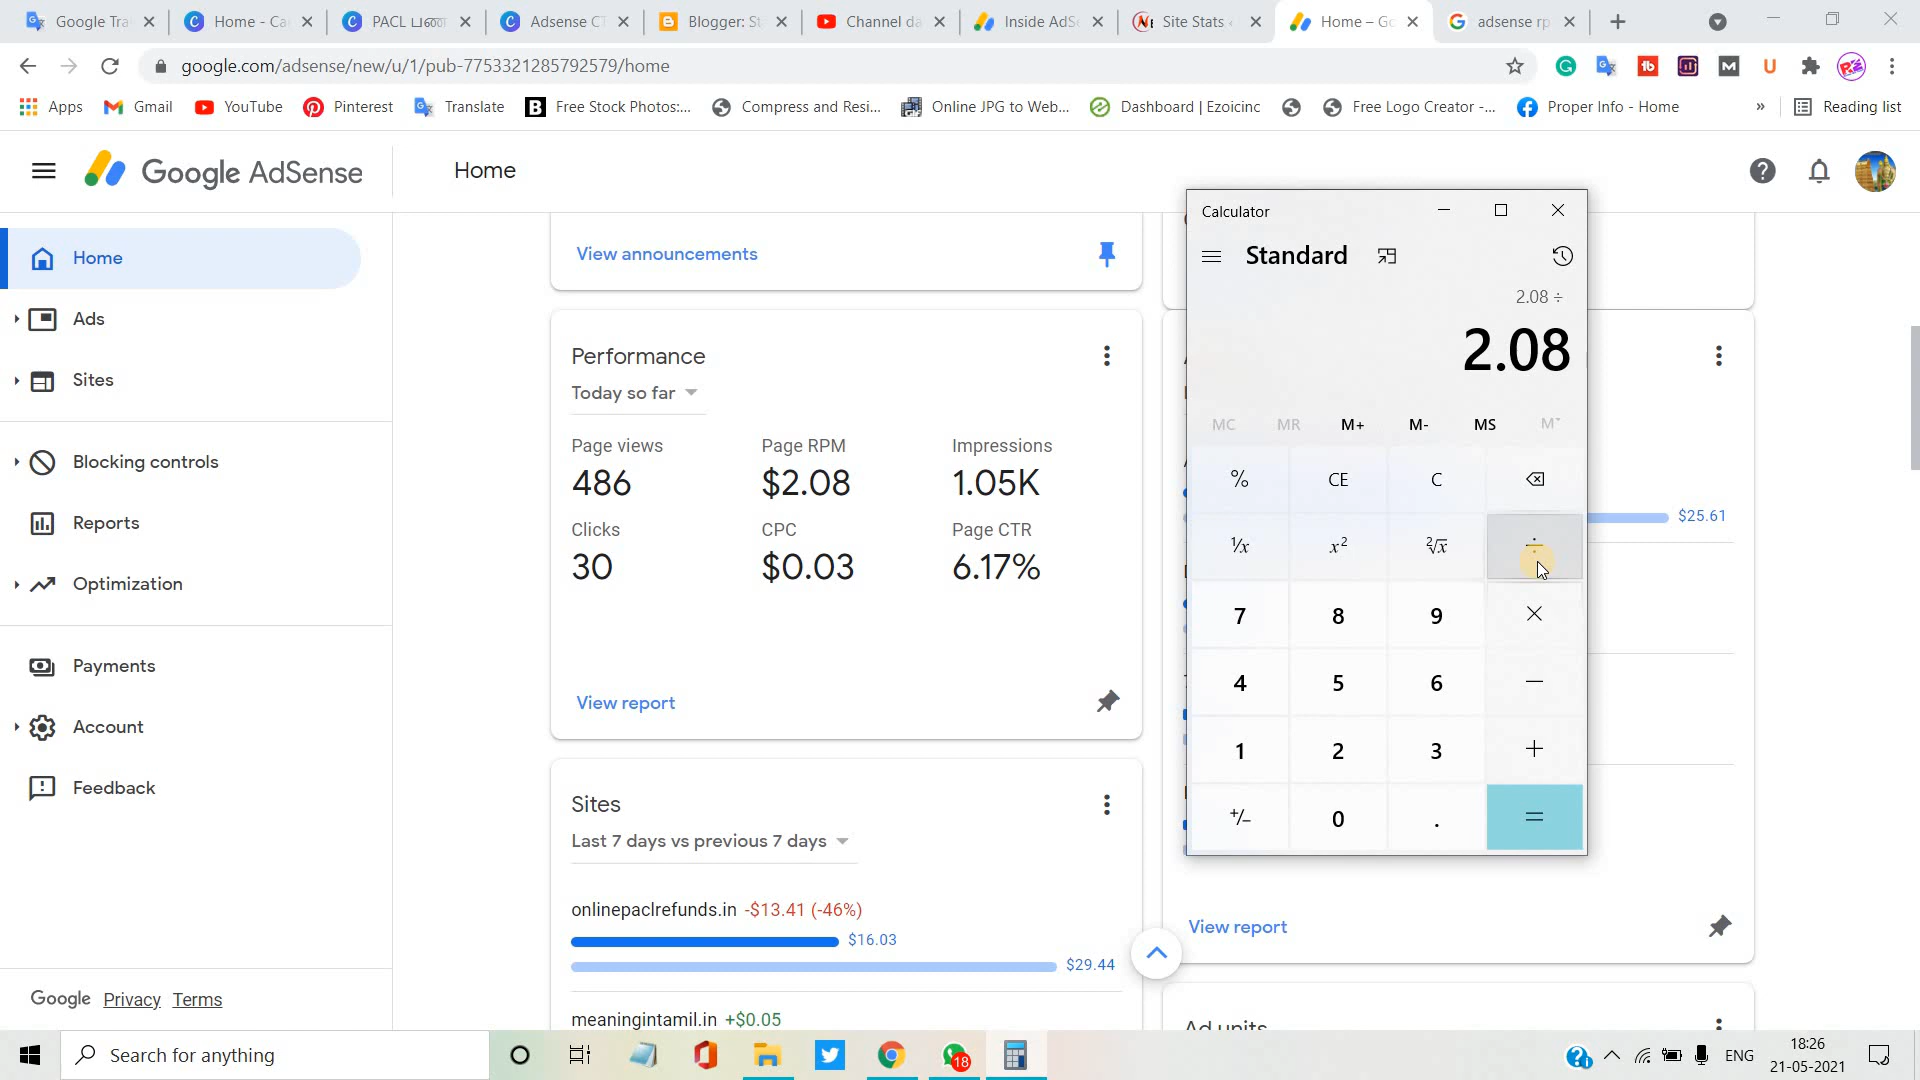 Google Tra
Home - Ca
PACL பண
Adsense CT
Blogger: St
Channel da
Inside AdSe
Site Stats
Home – Go
adsense rp
google.com/adsense/new/u/1/pub-7753321285792579/home
Apps
Gmail
YouTube
Pinterest
Translate
Free Stock Photos:...
Compress and Resi...
Online JPG to Web...
Dashboard | Ezoicinc
Free Logo Creator -...
Proper Info - Home
»
Reading list
Google AdSense
Home
Home
Ads
Sites
Blocking controls
Reports
Optimization
Payments
Account
Feedback
Google Privacy Terms
View announcements
Performance
Today so far
Page views
Page RPM
Impressions
486
$2.08
1.05K
Clicks
CPC
Page CTR
30
$0.03
6.17%
View report
Sites
Last 7 days vs previous 7 days
onlinepaclrefunds.in -$13.41 (-46%)
$16.03
$29.44
meaningintamil.in +$0.05
$25.61
View report
Ad units
Calculator
Standard
2.08 ÷
2.08
MC MR M+ M- MS M˅
% CE C
¹/x x² ²√x ÷
7 8 9 ×
4 5 6 −
1 2 3 +
+/− 0 . =
Search for anything
18
ENG
18:26
21-05-2021